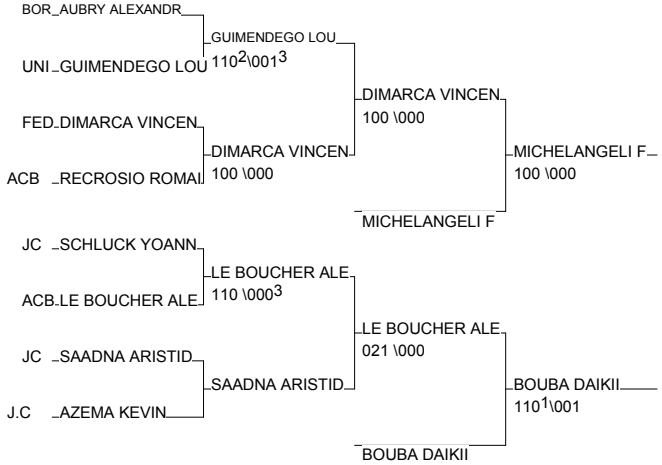 BOR AUBRY ALEXANDR
GUIMENDEGO LOU
110²\001³
UNI GUIMENDEGO LOU
DIMARCA VINCEN
100 \000
FED DIMARCA VINCEN
DIMARCA VINCEN
100 \000
MICHELANGELI F
100 \000
ACB RECROSIO ROMAI
MICHELANGELI F
JC SCHLUCK YOANN
LE BOUCHER ALE
110 \000³
ACB LE BOUCHER ALE
LE BOUCHER ALE
021 \000
JC SAADNA ARISTID
SAADNA ARISTID
BOUBA DAIKII
110¹\001
J.C AZEMA KEVIN
BOUBA DAIKII